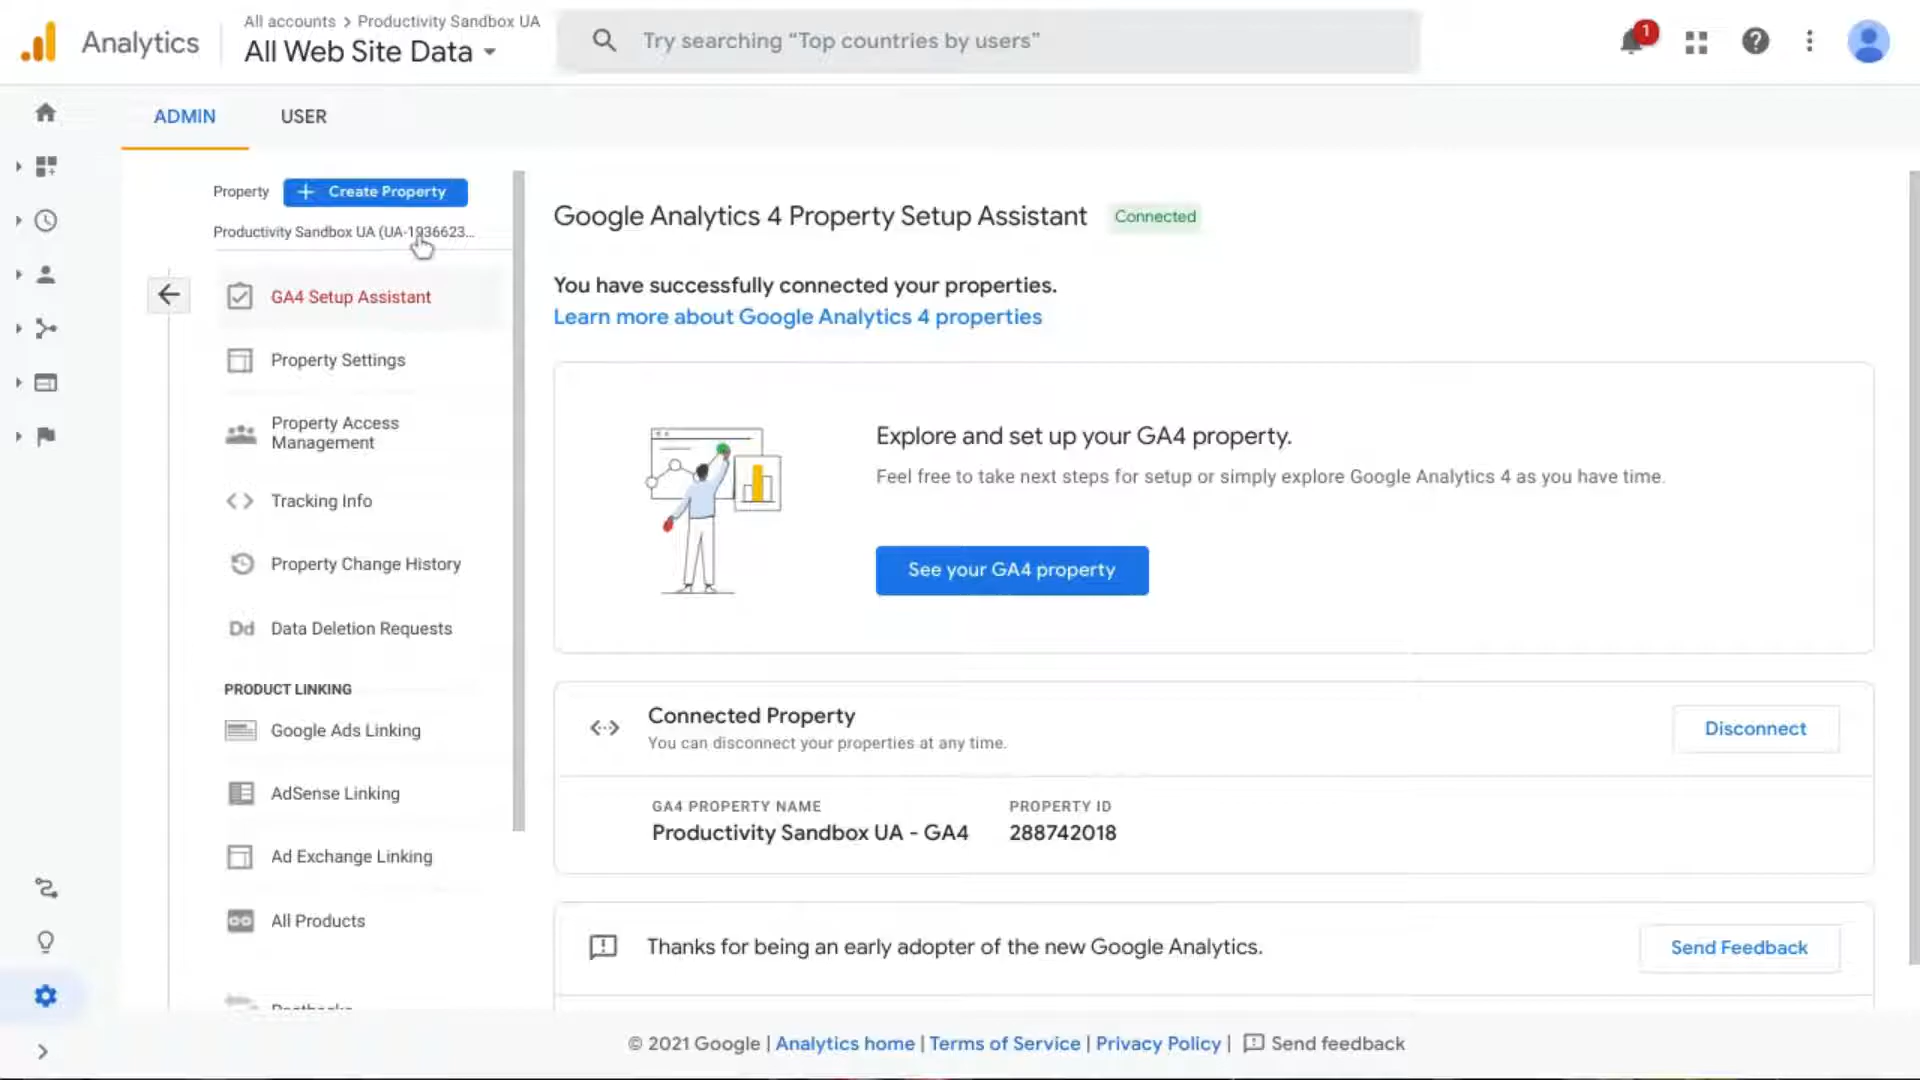 Analytics
All accounts > Productivity Sandbox UA
All Web Site Data
Try searching “Top countries by users”
1
ADMIN
USER
Property
Create Property
Productivity Sandbox UA (UA-1936623...
GA4 Setup Assistant
Property Settings
Property Access
Management
Tracking Info
Property Change History
Dd Data Deletion Requests
PRODUCT LINKING
Google Ads Linking
AdSense Linking
Ad Exchange Linking
All Products
Google Analytics 4 Property Setup Assistant
Connected
You have successfully connected your properties.
Learn more about Google Analytics 4 properties
Explore and set up your GA4 property.
Feel free to take next steps for setup or simply explore Google Analytics 4 as you have time.
See your GA4 property
Connected Property
You can disconnect your properties at any time.
Disconnect
GA4 PROPERTY NAME
Productivity Sandbox UA - GA4
PROPERTY ID
288742018
Thanks for being an early adopter of the new Google Analytics.
Send Feedback
© 2021 Google | Analytics home | Terms of Service | Privacy Policy | Send feedback